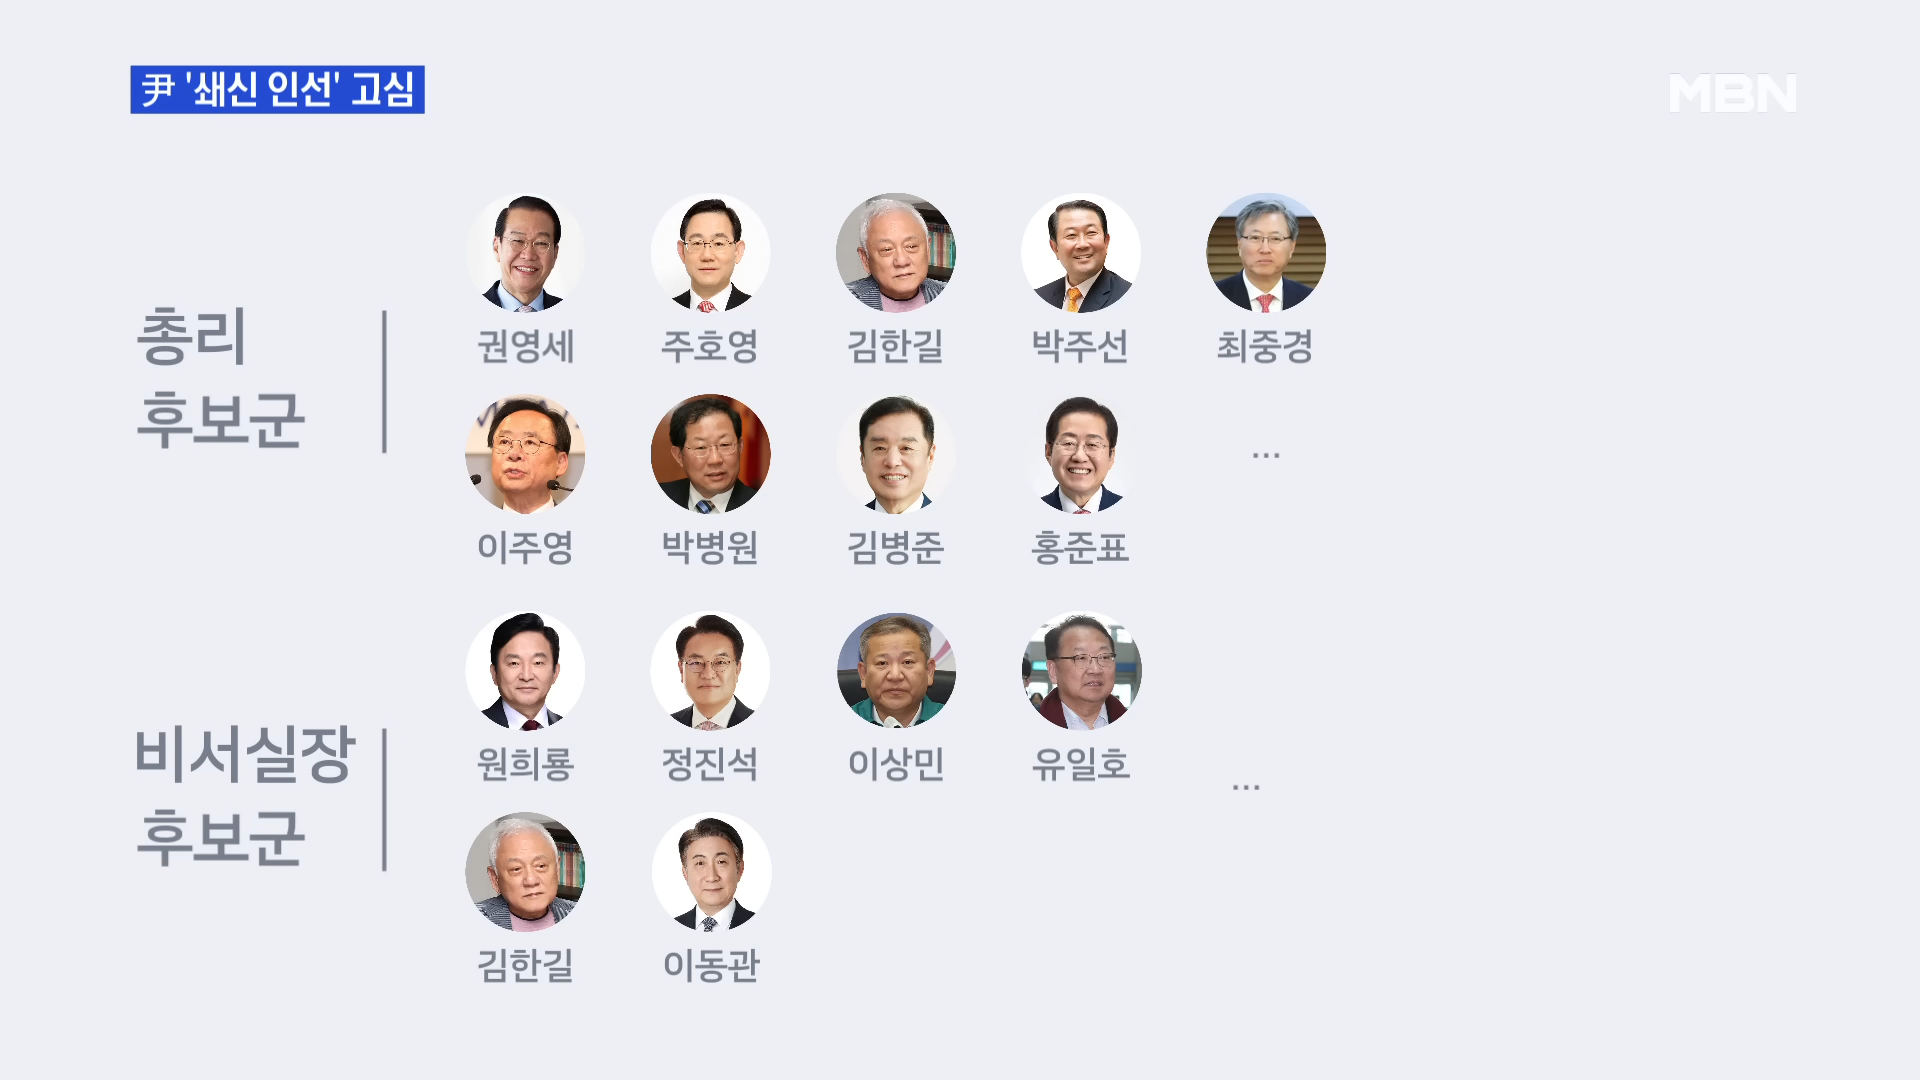 尹 '쇄신 인선' 고심
MBN
총리
후보군
권영세 주호영 김한길 박주선 최중경
...
이주영 박병원 김병준 홍준표
비서실장
후보군
원희룡 정진석 이상민 유일호
...
김한길 이동관